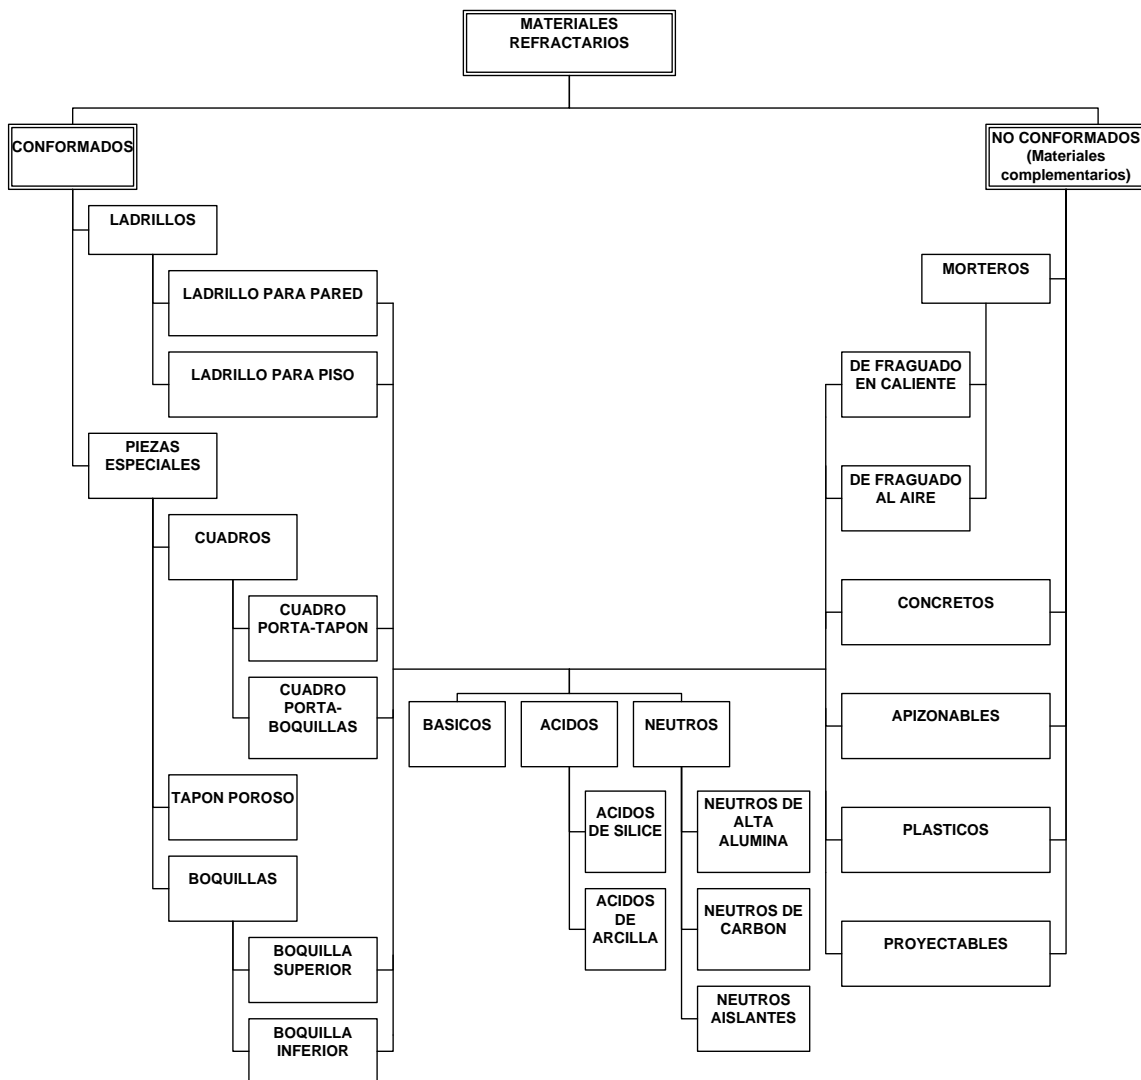 MATERIALES
REFRACTARIOS
CONFORMADOS
NO CONFORMADOS
(Materiales
complementarios)
LADRILLOS
LADRILLO PARA PARED
LADRILLO PARA PISO
PIEZAS
ESPECIALES
CUADROS
CUADRO
PORTA-TAPON
CUADRO
PORTA-
BOQUILLAS
TAPON POROSO
BOQUILLAS
BOQUILLA
SUPERIOR
BOQUILLA
INFERIOR
BASICOS
ACIDOS
NEUTROS
ACIDOS
DE SILICE
ACIDOS
DE
ARCILLA
NEUTROS DE
ALTA
ALUMINA
NEUTROS DE
CARBON
NEUTROS
AISLANTES
MORTEROS
DE FRAGUADO
EN CALIENTE
DE FRAGUADO
AL AIRE
CONCRETOS
APIZONABLES
PLASTICOS
PROYECTABLES